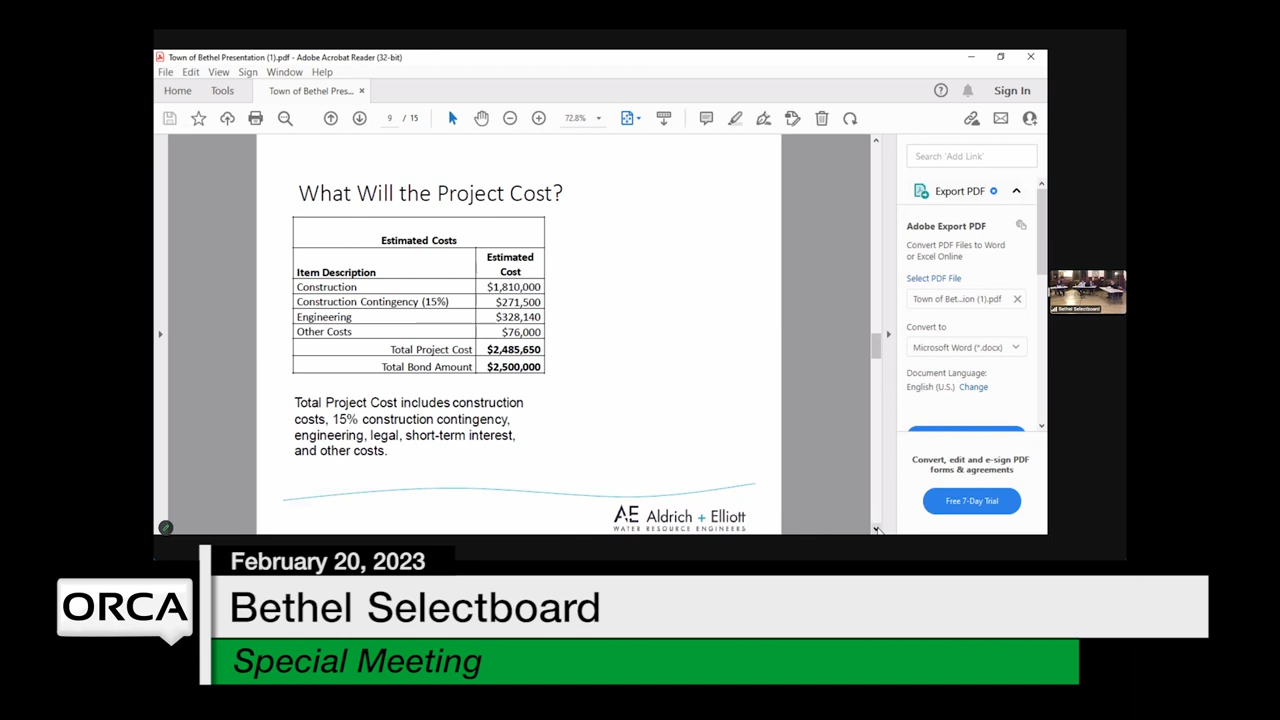 Town of Bethel Presentation (1).pdf - Adobe Acrobat Reader (32-bit)
File Edit View Sign Window Help
Home Tools Town of Bethel Pres... × Sign In
9 / 15 72.8%
What Will the Project Cost?
Estimated Costs
Item Description Estimated Cost
Construction $1,810,000
Construction Contingency (15%) $271,500
Engineering $328,140
Other Costs $76,000
Total Project Cost $2,485,650
Total Bond Amount $2,500,000
Total Project Cost includes construction
costs, 15% construction contingency,
engineering, legal, short-term interest,
and other costs.
AE Aldrich + Elliott
WATER RESOURCE ENGINEERS
Search 'Add Link'
Export PDF
Adobe Export PDF
Convert PDF Files to Word
or Excel Online
Select PDF File
Town of Bet...ion (1).pdf ×
Convert to
Microsoft Word (*.docx)
Document Language:
English (U.S.) Change
Convert, edit and e-sign PDF
forms & agreements
Free 7-Day Trial
Bethel Selectboard
February 20, 2023
ORCA
Bethel Selectboard
Special Meeting